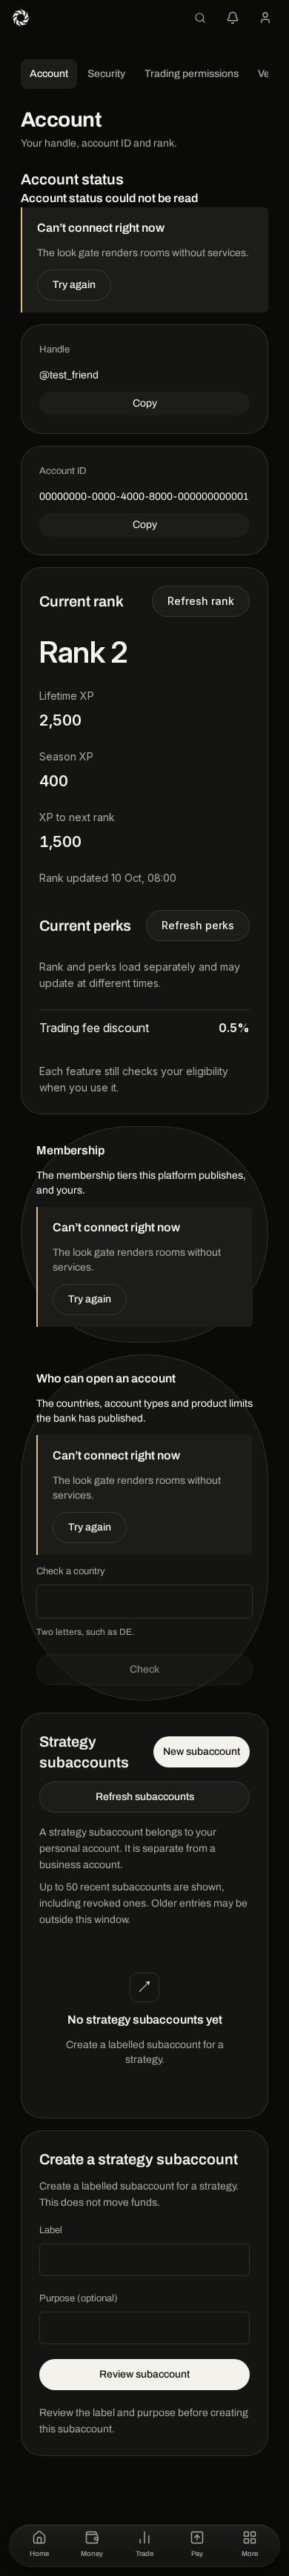 Account Security Trading permissions Ve
Account
Your handle, account ID and rank.
Account status
Account status could not be read
Can't connect right now
The look gate renders rooms without services.
Try again
Handle
@test_friend
Copy
Account ID
00000000-0000-4000-8000-000000000001
Copy
Current rank
Refresh rank
Rank 2
Lifetime XP
2,500
Season XP
400
XP to next rank
1,500
Rank updated 10 Oct, 08:00
Current perks
Refresh perks
Rank and perks load separately and may
update at different times.
Trading fee discount 0.5%
Each feature still checks your eligibility
when you use it.
Membership
The membership tiers this platform publishes,
and yours.
Can't connect right now
The look gate renders rooms without
services.
Try again
Who can open an account
The countries, account types and product limits
the bank has published.
Can't connect right now
The look gate renders rooms without
services.
Try again
Check a country
Two letters, such as DE.
Check
Strategy
subaccounts
New subaccount
Refresh subaccounts
A strategy subaccount belongs to your
personal account. It is separate from a
business account.
Up to 50 recent subaccounts are shown,
including revoked ones. Older entries may be
outside this window.
No strategy subaccounts yet
Create a labelled subaccount for a
strategy.
Create a strategy subaccount
Create a labelled subaccount for a strategy.
This does not move funds.
Label
Purpose (optional)
Review subaccount
Review the label and purpose before creating
this subaccount.
Home Money Trade Pay More